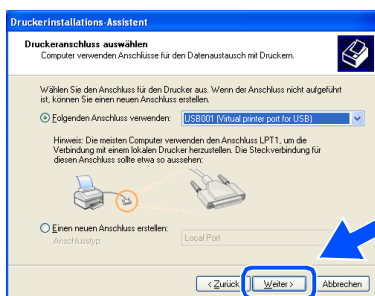 Druckerinstallations-Assistent
Druckeranschluss auswählen
Computer verwenden Anschlüsse für den Datenaustausch mit Druckern.
Wählen Sie den Anschluss für den Drucker aus. Wenn der Anschluss nicht aufgeführt
ist, können Sie einen neuen Anschluss erstellen.
Folgenden Anschluss verwenden: USB001 (Virtual printer port for USB)
Hinweis: Die meisten Computer verwenden den Anschluss LPT1, um die
Verbindung mit einem lokalen Drucker herzustellen. Die Steckverbindung für
diesen Anschluss sollte etwa so aussehen:
Einen neuen Anschluss erstellen:
Anschlusstyp: Local Port
< Zurück Weiter > Abbrechen